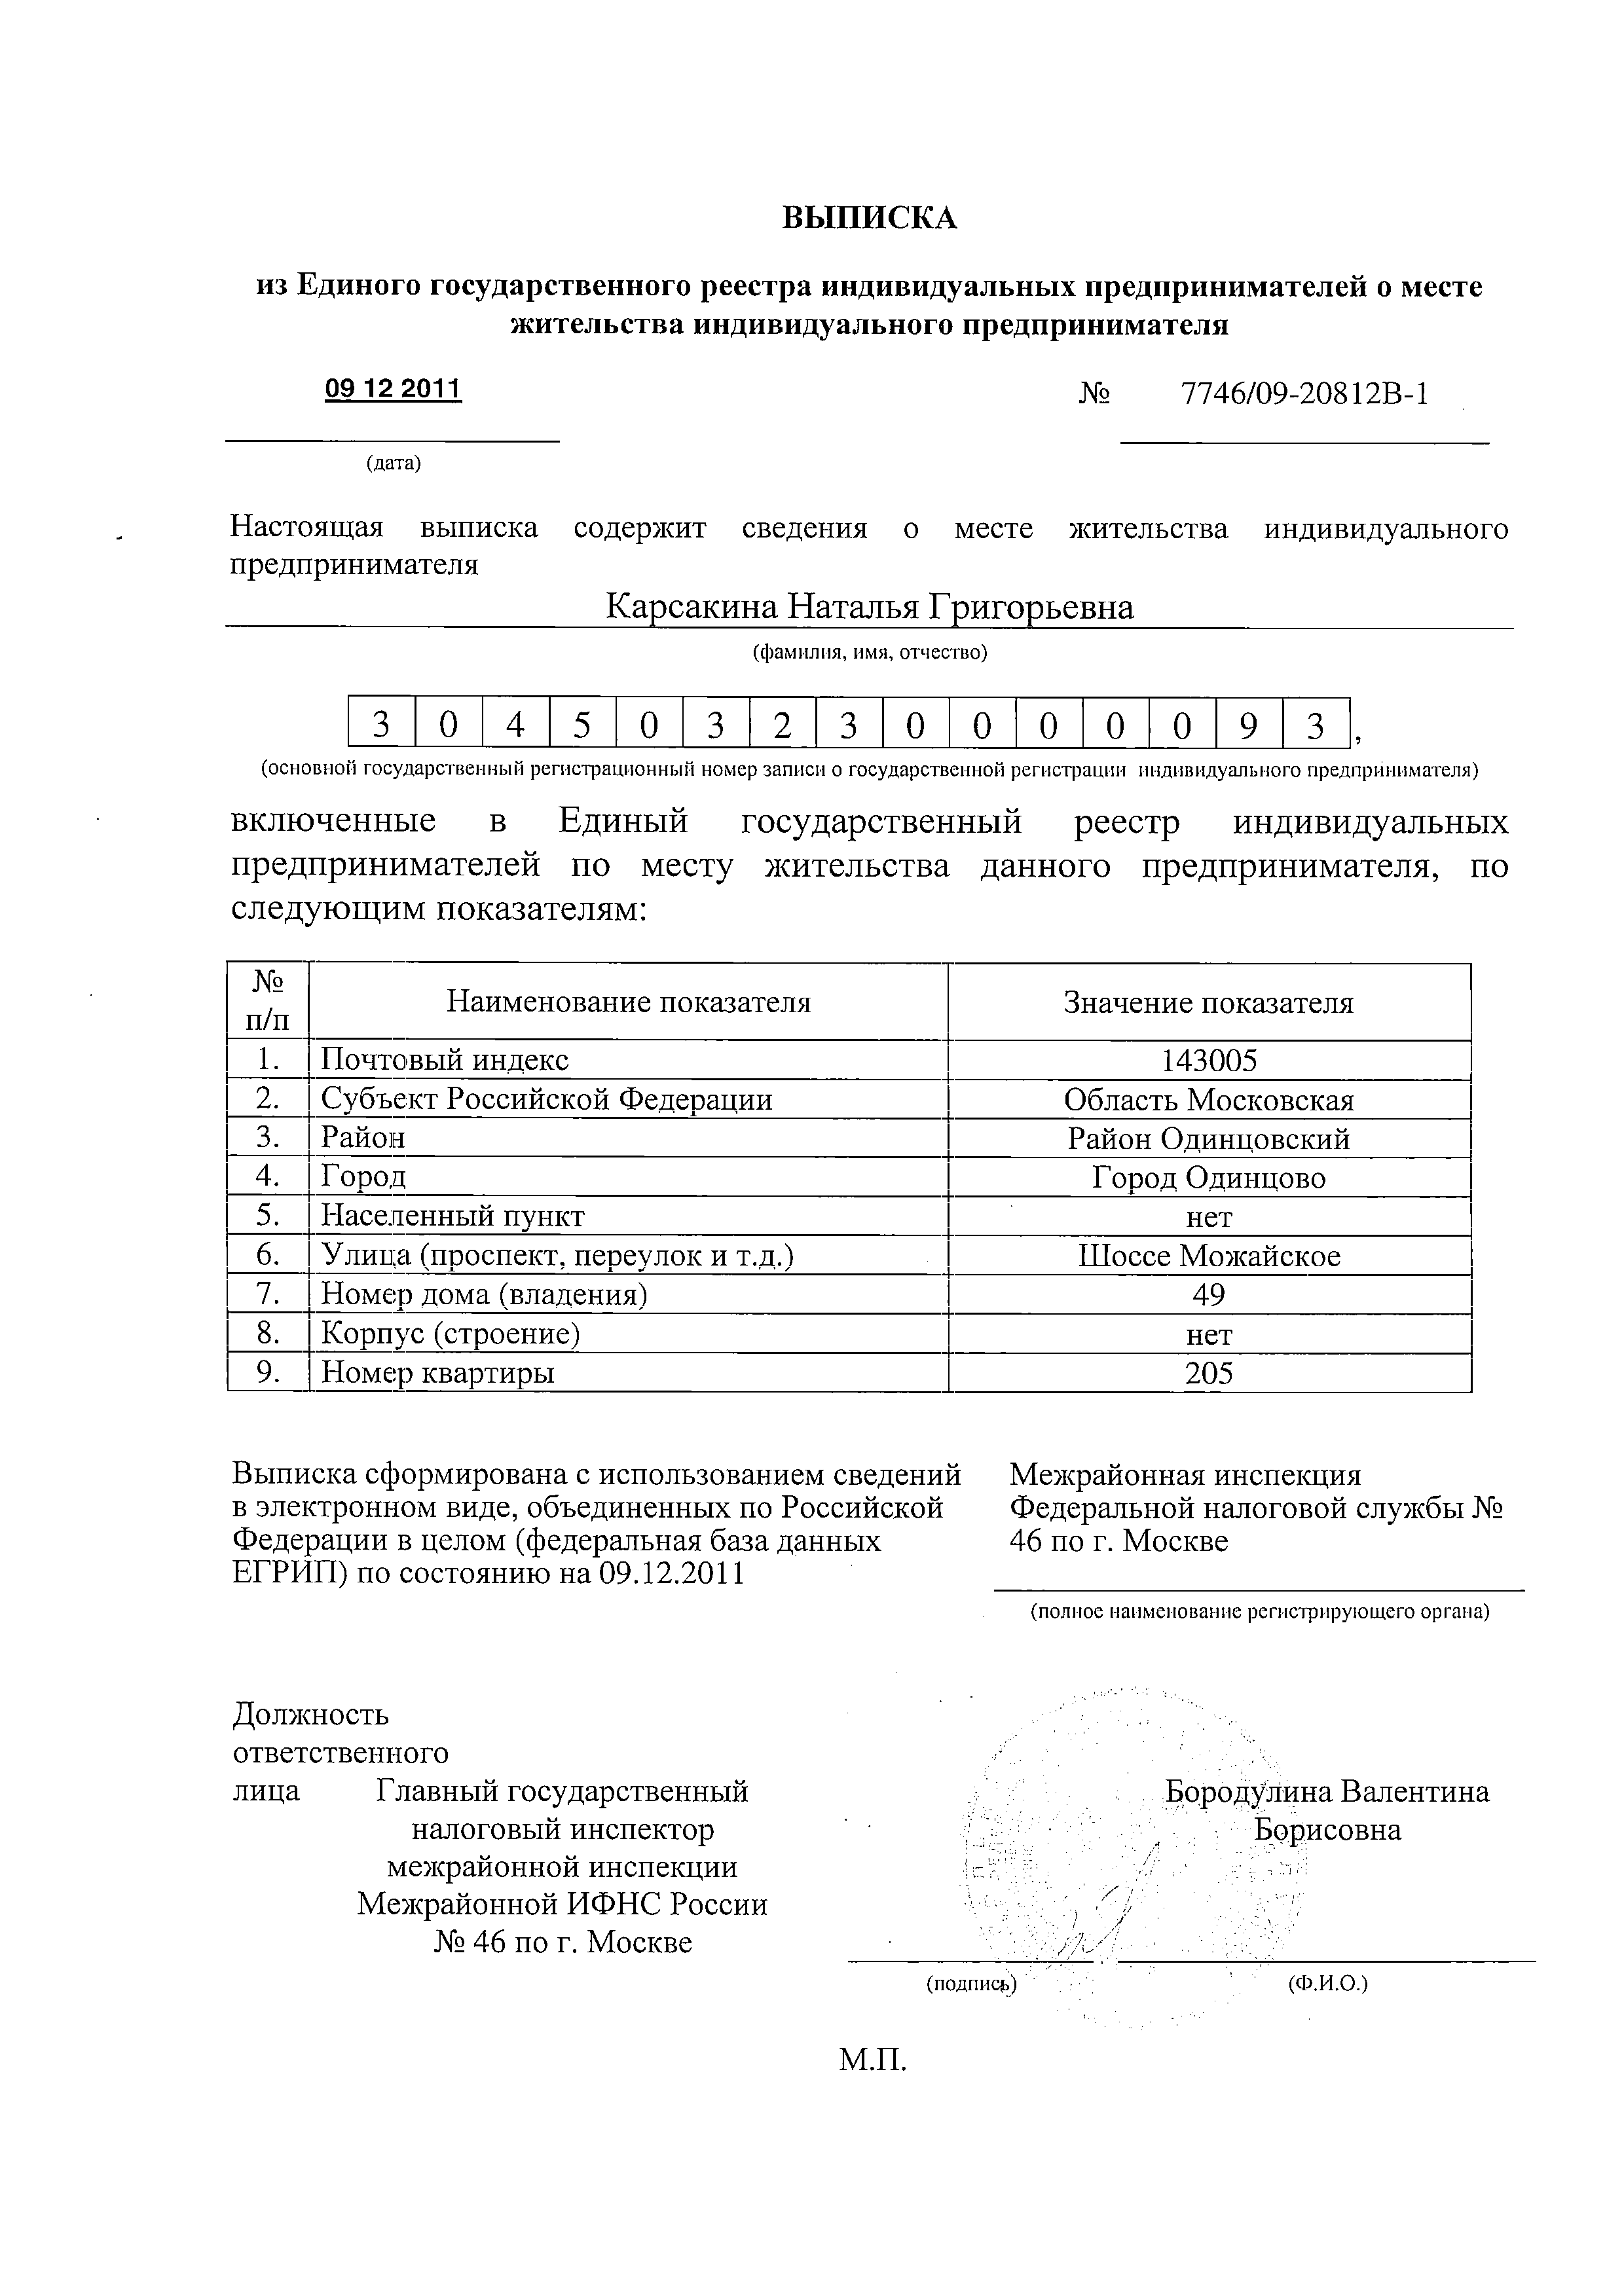 ВЫПИСКА
из Единого государственного реестра индивидуальных предпринимателей о месте
жительства индивидуального предпринимателя
09 12 2011
№ 7746/09-20812В-1
(дата)
Настоящая выписка содержит сведения о месте жительства индивидуального
предпринимателя
Карсакина Наталья Григорьевна
(фамилия, имя, отчество)
3 0 4 5 0 3 2 3 0 0 0 0 0 9 3 ,
(основной государственный регистрационный номер записи о государственной регистрации индивидуального предпринимателя)
включенные в Единый государственный реестр индивидуальных
предпринимателей по месту жительства данного предпринимателя, по
следующим показателям:
№
п/п
Наименование показателя
Значение показателя
1. Почтовый индекс 143005
2. Субъект Российской Федерации Область Московская
3. Район Район Одинцовский
4. Город Город Одинцово
5. Населенный пункт нет
6. Улица (проспект, переулок и т.д.) Шоссе Можайское
7. Номер дома (владения) 49
8. Корпус (строение) нет
9. Номер квартиры 205
Выписка сформирована с использованием сведений
в электронном виде, объединенных по Российской
Федерации в целом (федеральная база данных
ЕГРИП) по состоянию на 09.12.2011
Межрайонная инспекция
Федеральной налоговой службы №
46 по г. Москве
(полное наименование регистрирующего органа)
Должность
ответственного
лица
Главный государственный
налоговый инспектор
межрайонной инспекции
Межрайонной ИФНС России
№ 46 по г. Москве
Бородулина Валентина
Борисовна
(подпись)
(Ф.И.О.)
М.П.